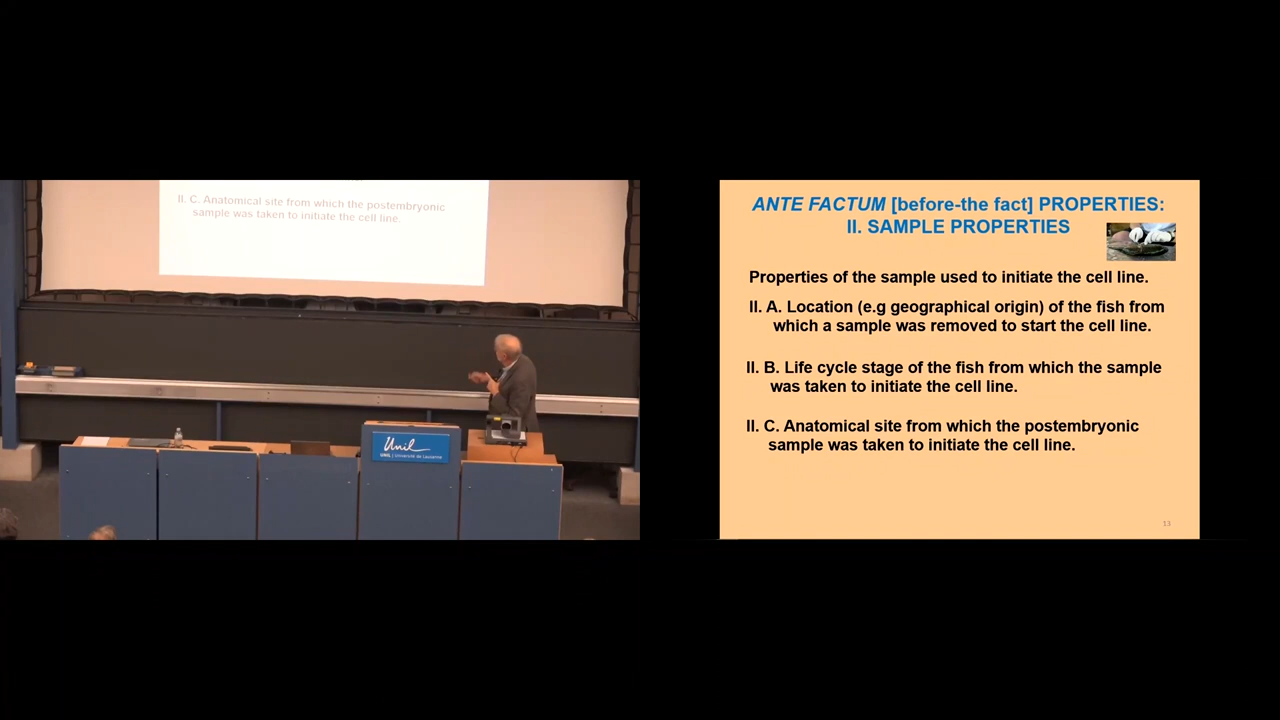 II. C. Anatomical site from which the postembryonic
sample was taken to initiate the cell line.
Unil
UNIL | Université de Lausanne
ANTE FACTUM [before-the fact] PROPERTIES:
II. SAMPLE PROPERTIES
Properties of the sample used to initiate the cell line.
II. A. Location (e.g geographical origin) of the fish from
which a sample was removed to start the cell line.
II. B. Life cycle stage of the fish from which the sample
was taken to initiate the cell line.
II. C. Anatomical site from which the postembryonic
sample was taken to initiate the cell line.
13